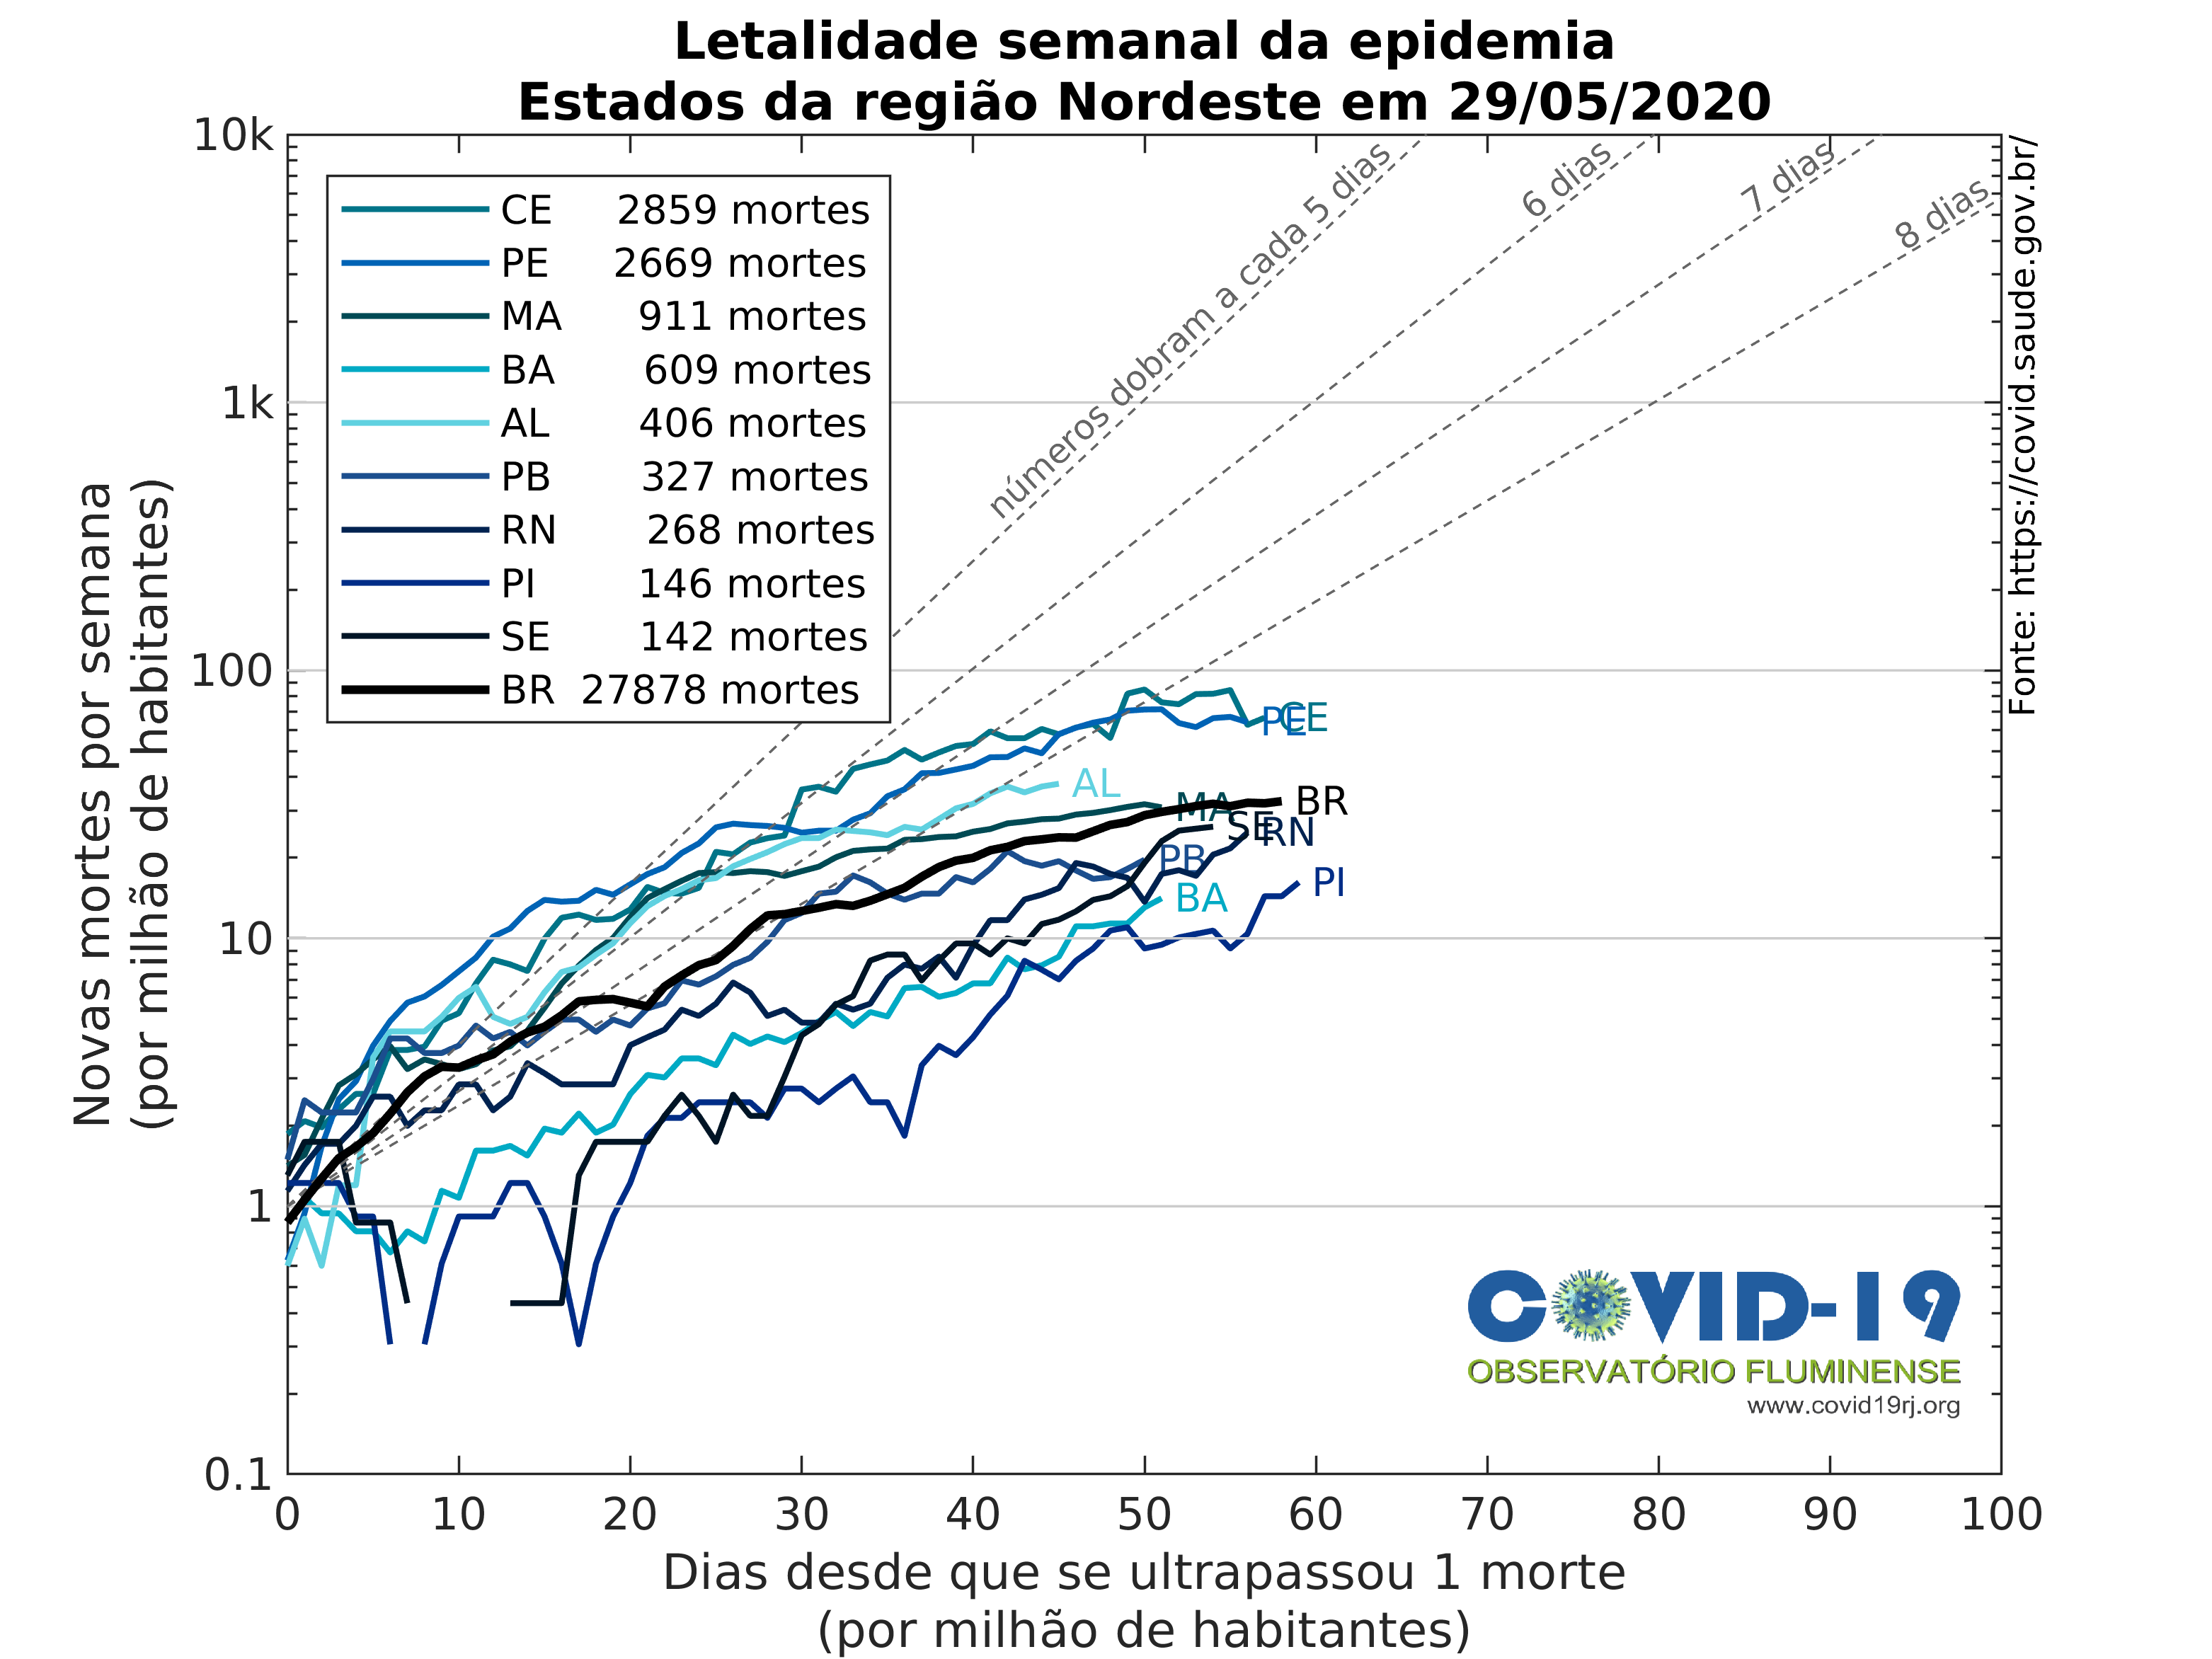 Letalidade semanal da epidemia
Estados da região Nordeste em 29/05/2020
10k
1k
100
10
1
0.1
Novas mortes por semana
(por milhão de habitantes)
CE 2859 mortes
PE 2669 mortes
MA 911 mortes
BA 609 mortes
AL 406 mortes
PB 327 mortes
RN 268 mortes
PI 146 mortes
SE 142 mortes
BR 27878 mortes
números dobram a cada 5 dias
6 dias
7 dias
8 dias
Fonte: https://covid.saude.gov.br/
CE
PE
AL
MA
BR
SE
RN
PB
PI
BA
COVID-19
OBSERVATÓRIO FLUMINENSE
www.covid19rj.org
0 10 20 30 40 50 60 70 80 90 100
Dias desde que se ultrapassou 1 morte
(por milhão de habitantes)